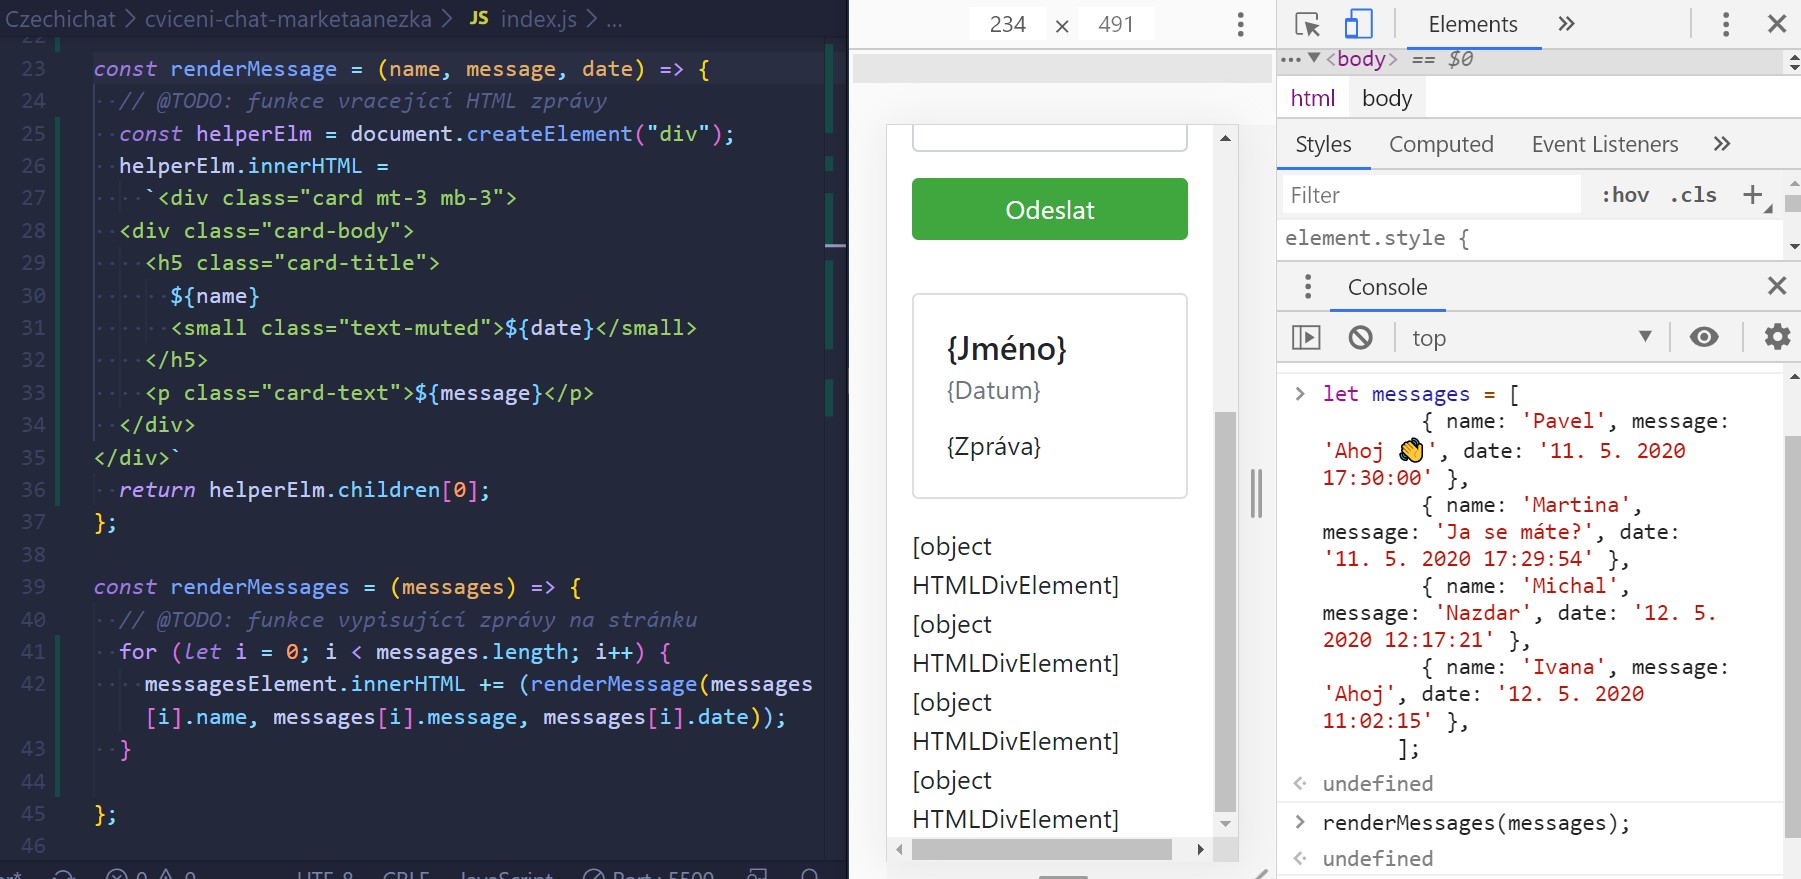 Czechichat > cviceni-chat-marketaanezka > JS index.js > ...
22
23 const renderMessage = (name, message, date) => {
24 // @TODO: funkce vracející HTML zprávy
25 const helperElm = document.createElement("div");
26 helperElm.innerHTML =
27 `<div class="card mt-3 mb-3">
28 <div class="card-body">
29 <h5 class="card-title">
30 ${name}
31 <small class="text-muted">${date}</small>
32 </h5>
33 <p class="card-text">${message}</p>
34 </div>
35 </div>`
36 return helperElm.children[0];
37 };
38
39 const renderMessages = (messages) => {
40 // @TODO: funkce vypisující zprávy na stránku
41 for (let i = 0; i < messages.length; i++) {
42 messagesElement.innerHTML += (renderMessage(messages
[i].name, messages[i].message, messages[i].date));
43 }
44
45 };
46
0 0 UTF-8 CRLF JavaScript Port : 5500
234 × 491
Odeslat
{Jméno}
{Datum}
{Zpráva}
[object
HTMLDivElement]
[object
HTMLDivElement]
[object
HTMLDivElement]
[object
HTMLDivElement]
Elements
<body> == $0
html body
Styles Computed Event Listeners
Filter :hov .cls +
element.style {
Console
top
> let messages = [
{ name: 'Pavel', message:
'Ahoj 👏', date: '11. 5. 2020
17:30:00' },
{ name: 'Martina',
message: 'Ja se máte?', date:
'11. 5. 2020 17:29:54' },
{ name: 'Michal',
message: 'Nazdar', date: '12. 5.
2020 12:17:21' },
{ name: 'Ivana', message:
'Ahoj', date: '12. 5. 2020
11:02:15' },
];
undefined
> renderMessages(messages);
undefined